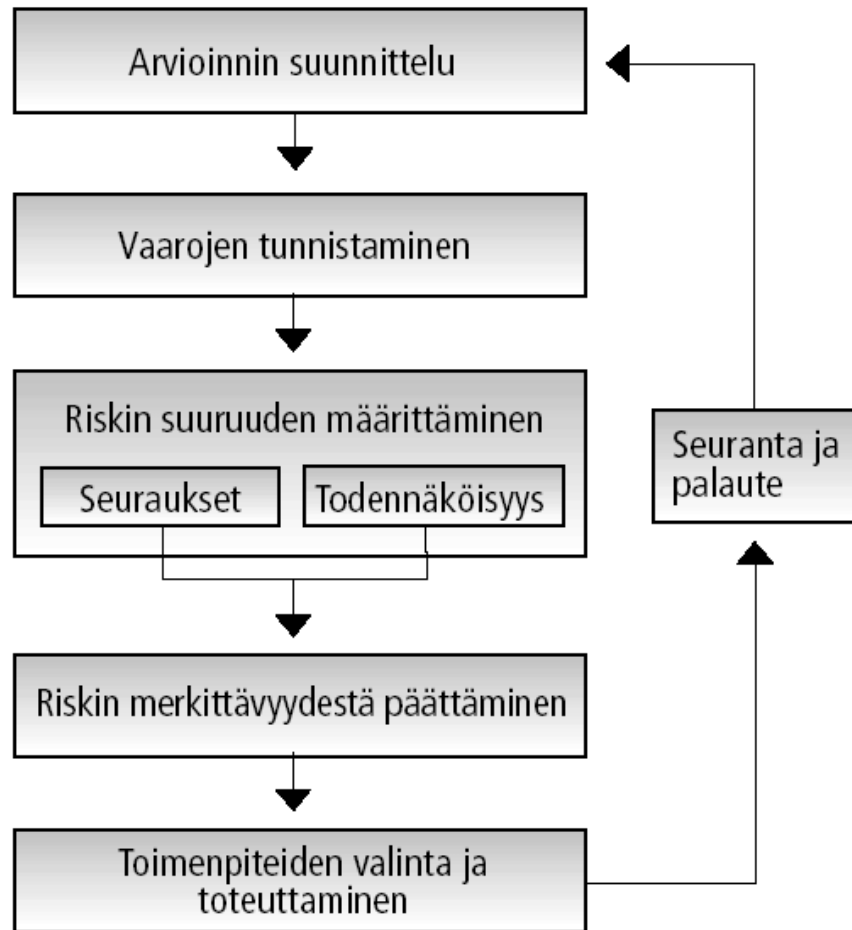 Arvioinnin suunnittelu
Vaarojen tunnistaminen
Riskin suuruuden määrittäminen
Seuraukset
Todennäköisyys
Riskin merkittävyydestä päättäminen
Toimenpiteiden valinta ja
toteuttaminen
Seuranta ja
palaute